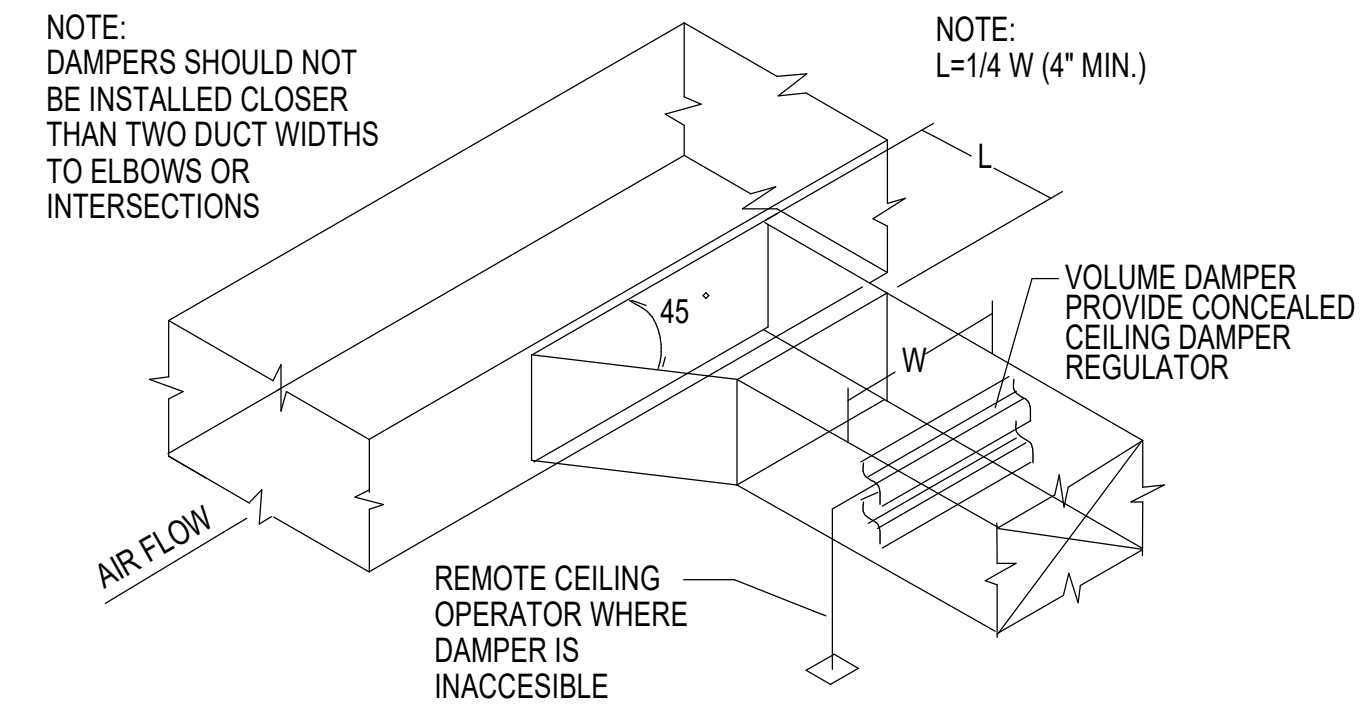 NOTE:
DAMPERS SHOULD NOT
BE INSTALLED CLOSER
THAN TWO DUCT WIDTHS
TO ELBOWS OR
INTERSECTIONS
NOTE:
L=1/4 W (4" MIN.)
L
VOLUME DAMPER
PROVIDE CONCEALED
CEILING DAMPER
REGULATOR
45 °
W
AIR FLOW
REMOTE CEILING
OPERATOR WHERE
DAMPER IS
INACCESIBLE